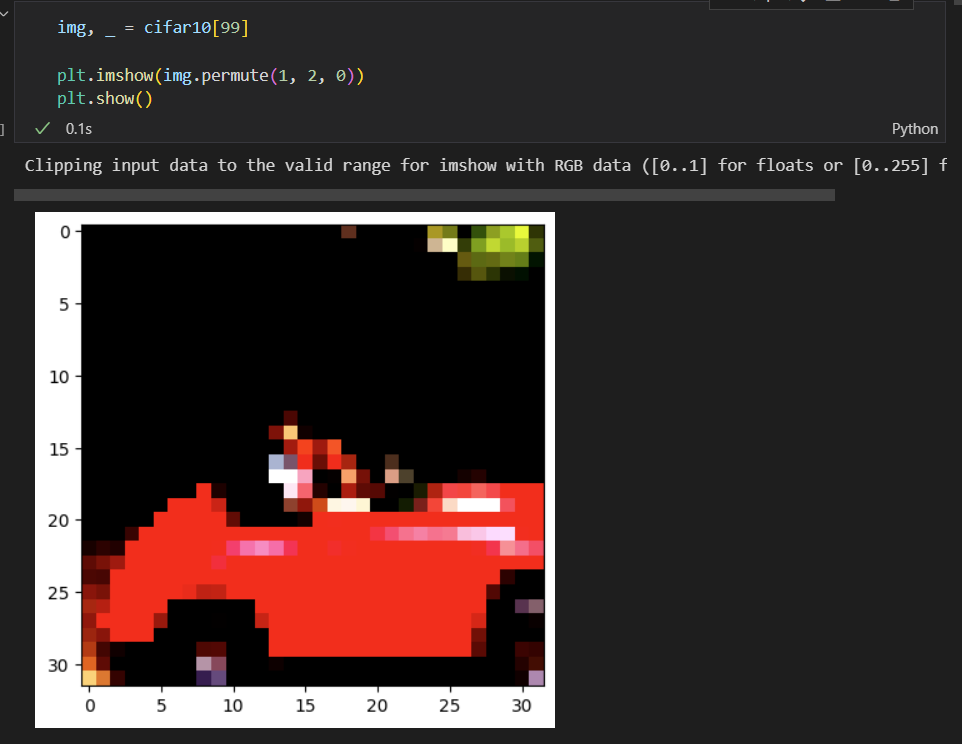 img, _ = cifar10[99]
plt.imshow(img.permute(1, 2, 0))
plt.show()
]
0.1s
Python
Clipping input data to the valid range for imshow with RGB data ([0..1] for floats or [0..255] f
0
5
10
15
20
25
30
0
5
10
15
20
25
30